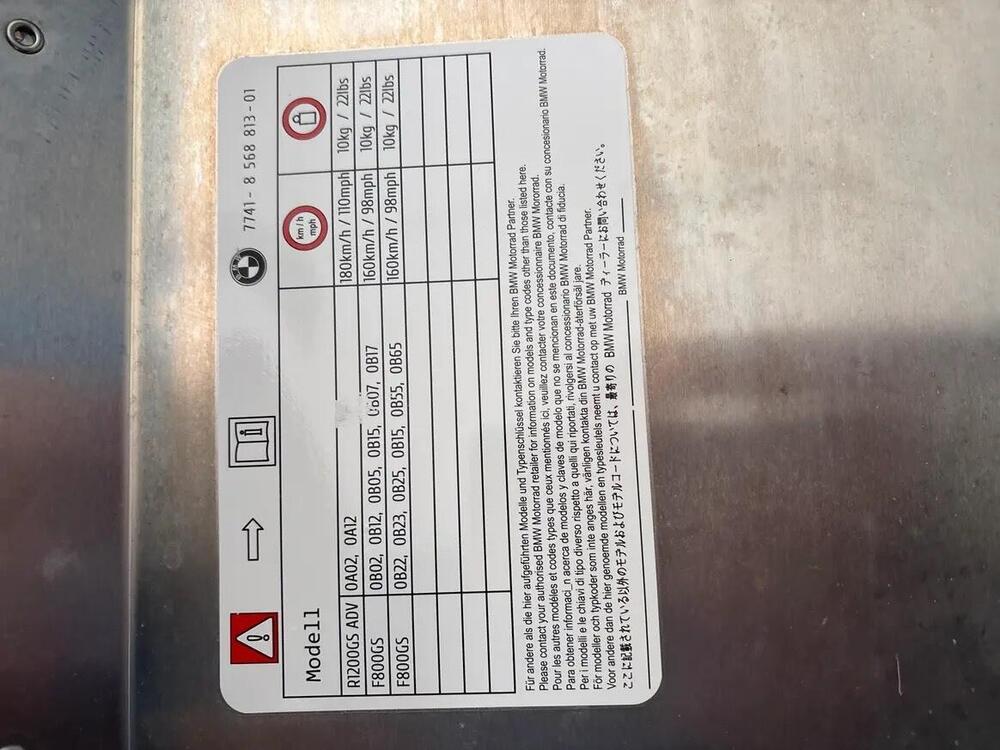 BMW 7741 - 8 568 813 - 01
Modell km/h mph
R1200GS ADV 0A02, 0A12 180km/h / 110mph 10kg / 22lbs
F800GS 0B02, 0B12, 0B05, 0B15, 0B07, 0B17 160km/h / 98mph 10kg / 22lbs
F800GS 0B22, 0B23, 0B25, 0B15, 0B55, 0B65 160km/h / 98mph 10kg / 22lbs
Für andere als die hier aufgeführten Modelle und Typenschlüssel kontaktieren Sie bitte Ihren BMW Motorrad Partner.
Please contact your authorised BMW Motorrad retailer for information on models and type codes other than those listed here.
Pour les autres modèles et codes types que ceux mentionnés ici, veuillez contacter votre concessionnaire BMW Mororrad.
Para obtener informaci_n acerca de modelos y claves de modelo que no se mencionan en este documento, contacte con su concesionario BMW Motorrad.
Per i modelli e le chiavi di tipo diverso rispetto a quelli qui riportati, rivolgersi al concessionario BMW Motorrad di fiducia.
För modeller och typkoder som inte anges här, vänligen kontakta din BMW Motorrad-återförsäl jare.
Voor andere dan de hier genoemde modellen en typesleutels neemt u contact op met uw BMW Motorrad Partner.
ここに記載されている以外のモデルおよびモデルコードについては、最寄りの BMW Motorrad ディーラーにお問い合わせください。
BMW Motorrad